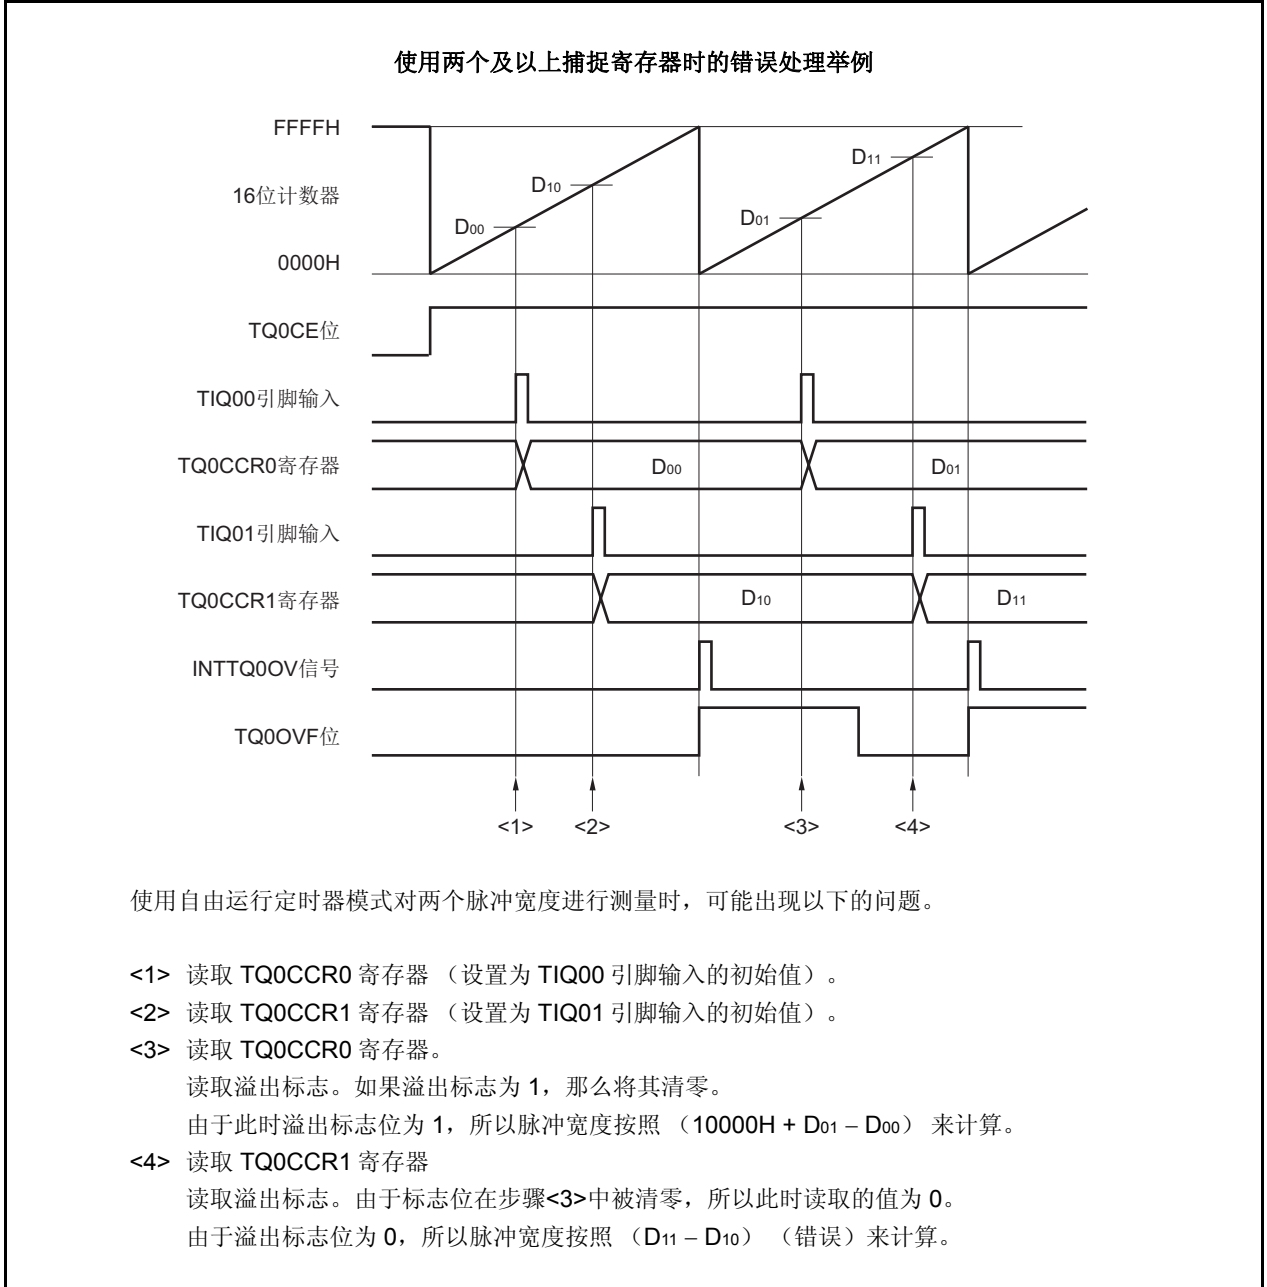 使用两个及以上捕捉寄存器时的错误处理举例
FFFFH
16位计数器
0000H
D10
D00
D11
D01
TQ0CE位
TIQ00引脚输入
TQ0CCR0寄存器
D00
D01
TIQ01引脚输入
TQ0CCR1寄存器
D10
D11
INTTQ0OV信号
TQ0OVF位
<1>
<2>
<3>
<4>
使用自由运行定时器模式对两个脉冲宽度进行测量时，可能出现以下的问题。
<1> 读取 TQ0CCR0 寄存器 （设置为 TIQ00 引脚输入的初始值）。
<2> 读取 TQ0CCR1 寄存器 （设置为 TIQ01 引脚输入的初始值）。
<3> 读取 TQ0CCR0 寄存器。
读取溢出标志。如果溢出标志为 1，那么将其清零。
由于此时溢出标志位为 1，所以脉冲宽度按照 （10000H + D01 – D00） 来计算。
<4> 读取 TQ0CCR1 寄存器
读取溢出标志。由于标志位在步骤<3>中被清零，所以此时读取的值为 0。
由于溢出标志位为 0，所以脉冲宽度按照 （D11 – D10） （错误）来计算。